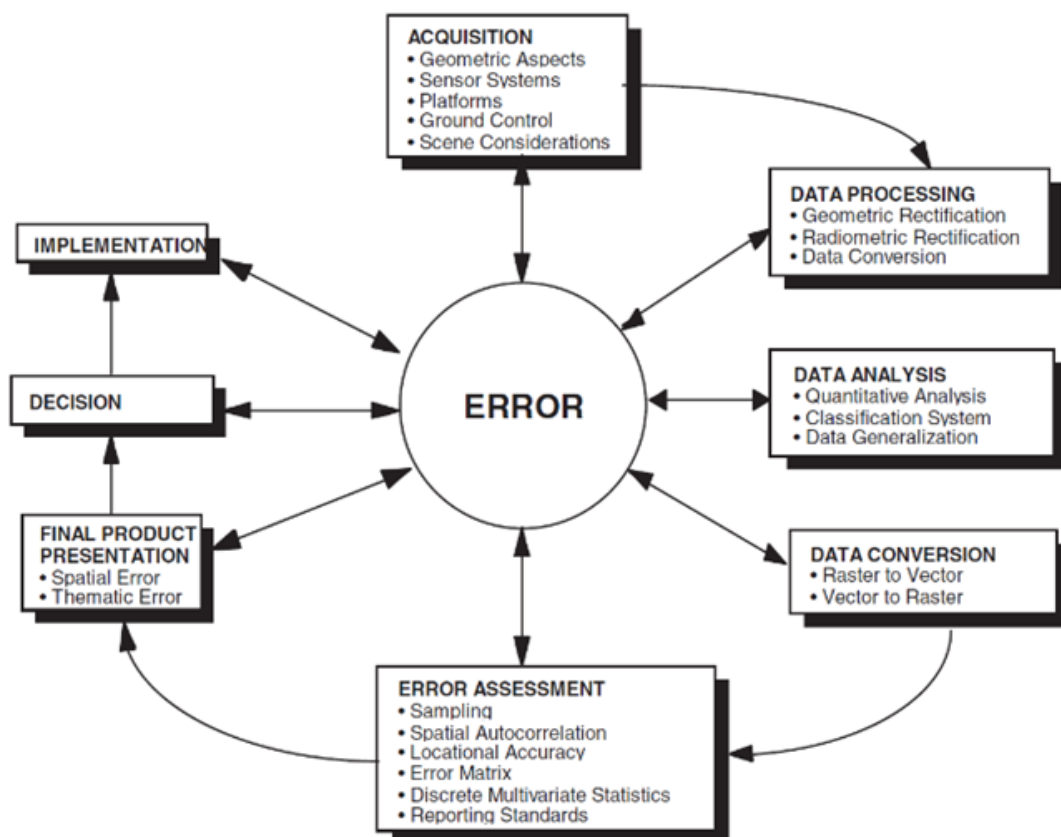 ACQUISITION
• Geometric Aspects
• Sensor Systems
• Platforms
• Ground Control
• Scene Considerations
DATA PROCESSING
• Geometric Rectification
• Radiometric Rectification
• Data Conversion
IMPLEMENTATION
DATA ANALYSIS
• Quantitative Analysis
• Classification System
• Data Generalization
DECISION
ERROR
FINAL PRODUCT
PRESENTATION
• Spatial Error
• Thematic Error
DATA CONVERSION
• Raster to Vector
• Vector to Raster
ERROR ASSESSMENT
• Sampling
• Spatial Autocorrelation
• Locational Accuracy
• Error Matrix
• Discrete Multivariate Statistics
• Reporting Standards